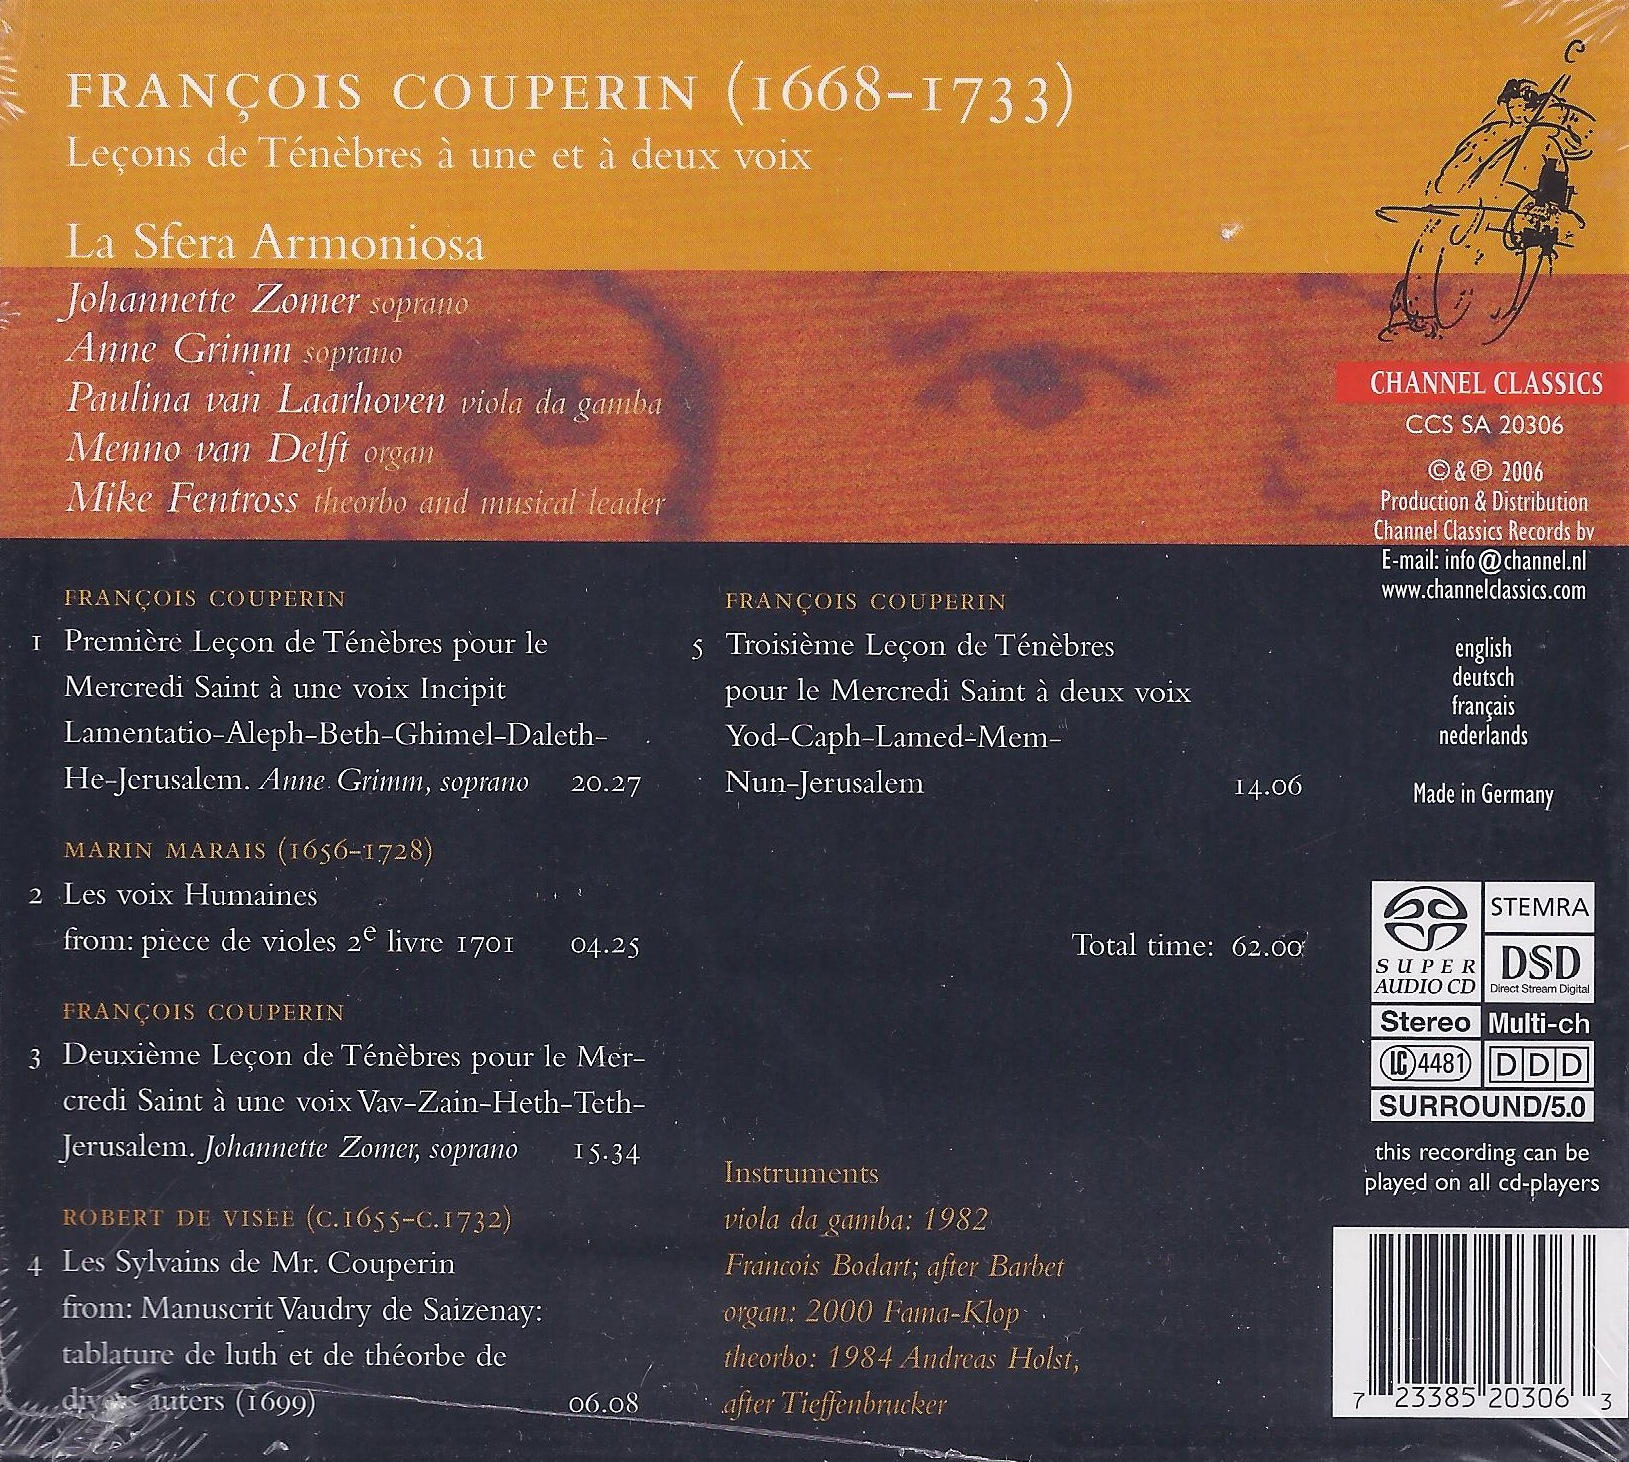 FRANÇOIS COUPERIN (1668-1733)
Leçons de Ténèbres à une et à deux voix
La Sfera Armoniosa
Johannette Zomer soprano
Anne Grimm soprano
Paulina van Laarhoven viola da gamba
Menno van Delft organ
Mike Fentross theorbo and musical leader
FRANÇOIS COUPERIN
1 Première Leçon de Ténèbres pour le
Mercredi Saint à une voix Incipit
Lamentatio-Aleph-Beth-Ghimel-Daleth-
He-Jerusalem. Anne Grimm, soprano 20.27
MARIN MARAIS (1656-1728)
2 Les voix Humaines
from: piece de violes 2e livre 1701 04.25
FRANÇOIS COUPERIN
3 Deuxième Leçon de Ténèbres pour le Mer-
credi Saint à une voix Vav-Zain-Heth-Teth-
Jerusalem. Johannette Zomer, soprano 15.34
ROBERT DE VISEE (C.1655-C.1732)
4 Les Sylvains de Mr. Couperin
from: Manuscrit Vaudry de Saizenay:
tablature de luth et de théorbe de
divers auters (1699) 06.08
FRANÇOIS COUPERIN
5 Troisième Leçon de Ténèbres
pour le Mercredi Saint à deux voix
Yod-Caph-Lamed-Mem-
Nun-Jerusalem 14.06
Total time: 62.00
Instruments
viola da gamba: 1982
Francois Bodart; after Barbet
organ: 2000 Fama-Klop
theorbo: 1984 Andreas Holst,
after Tieffenbrucker
CHANNEL CLASSICS
CCS SA 20306
©&℗ 2006
Production & Distribution
Channel Classics Records bv
E-mail: info@channel.nl
www.channelclassics.com
english
deutsch
français
nederlands
Made in Germany
SUPER
AUDIO CD
STEMRA
DSD
Direct Stream Digital
Stereo Multi-ch
LC 4481 DDD
SURROUND/5.0
this recording can be
played on all cd-players
7 23385 20306 3